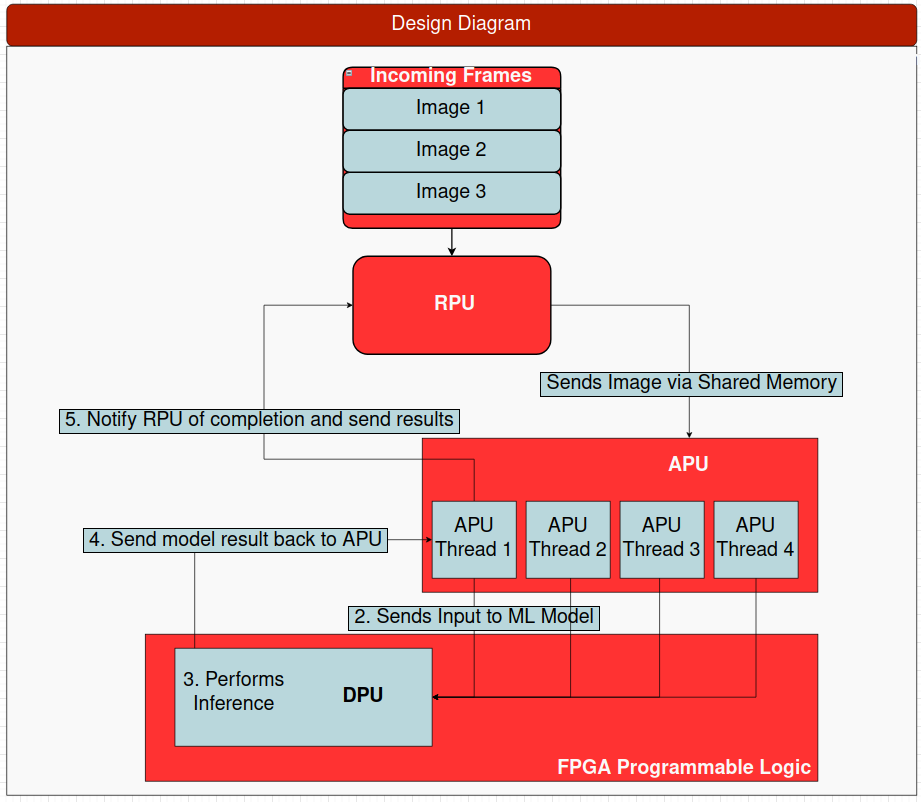 Design Diagram
Incoming Frames
Image 1
Image 2
Image 3
RPU
Sends Image via Shared Memory
5. Notify RPU of completion and send results
APU
APU
Thread 1
APU
Thread 2
APU
Thread 3
APU
Thread 4
4. Send model result back to APU
2. Sends Input to ML Model
3. Performs
Inference
DPU
FPGA Programmable Logic